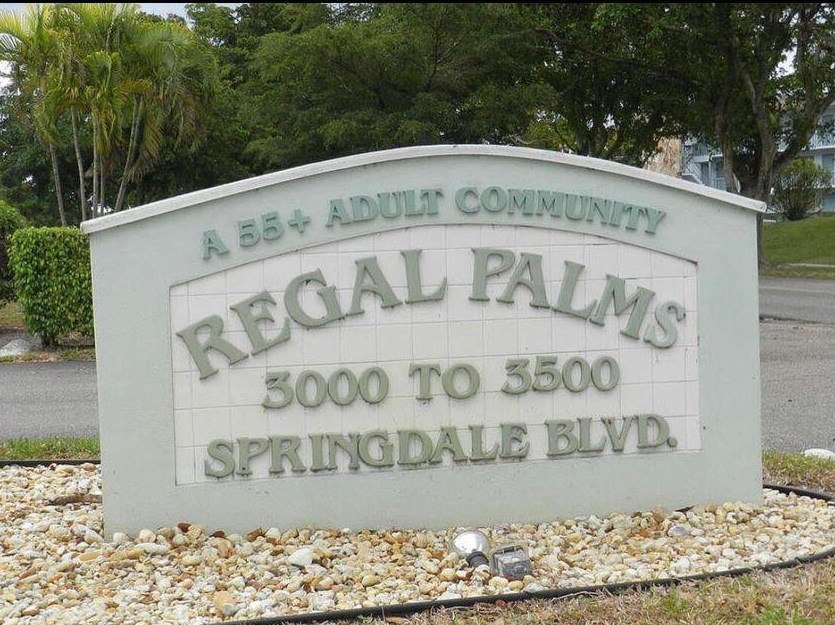 A 55+ ADULT COMMUNITY
REGAL PALMS
3000 TO 3500
SPRINGDALE BLVD.